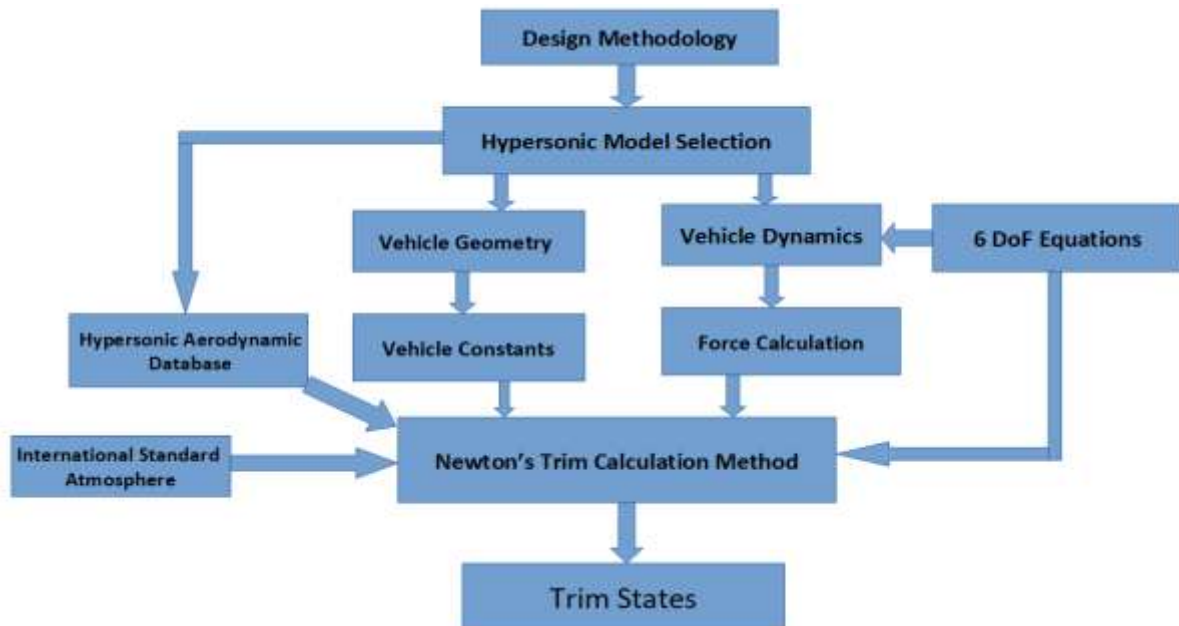 Design Methodology
Hypersonic Model Selection
Vehicle Geometry
Vehicle Dynamics
6 DoF Equations
Hypersonic Aerodynamic
Database
Vehicle Constants
Force Calculation
International Standard
Atmosphere
Newton’s Trim Calculation Method
Trim States